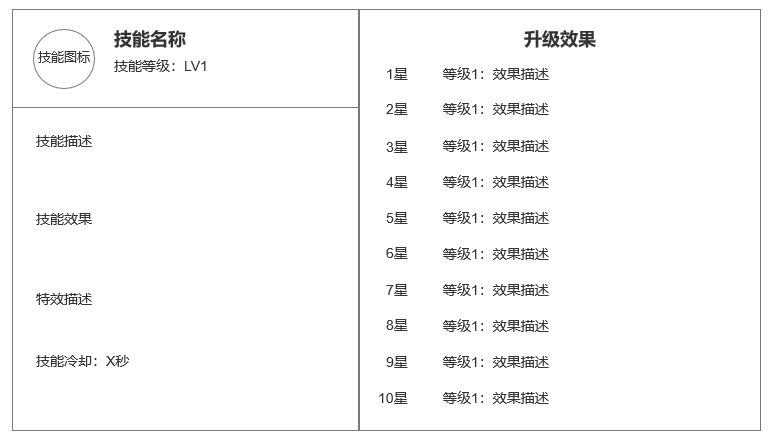 技能图标
技能名称
技能等级：LV1
技能描述
技能效果
特效描述
技能冷却：X秒
升级效果
1星 等级1：效果描述
2星 等级1：效果描述
3星 等级1：效果描述
4星 等级1：效果描述
5星 等级1：效果描述
6星 等级1：效果描述
7星 等级1：效果描述
8星 等级1：效果描述
9星 等级1：效果描述
10星 等级1：效果描述